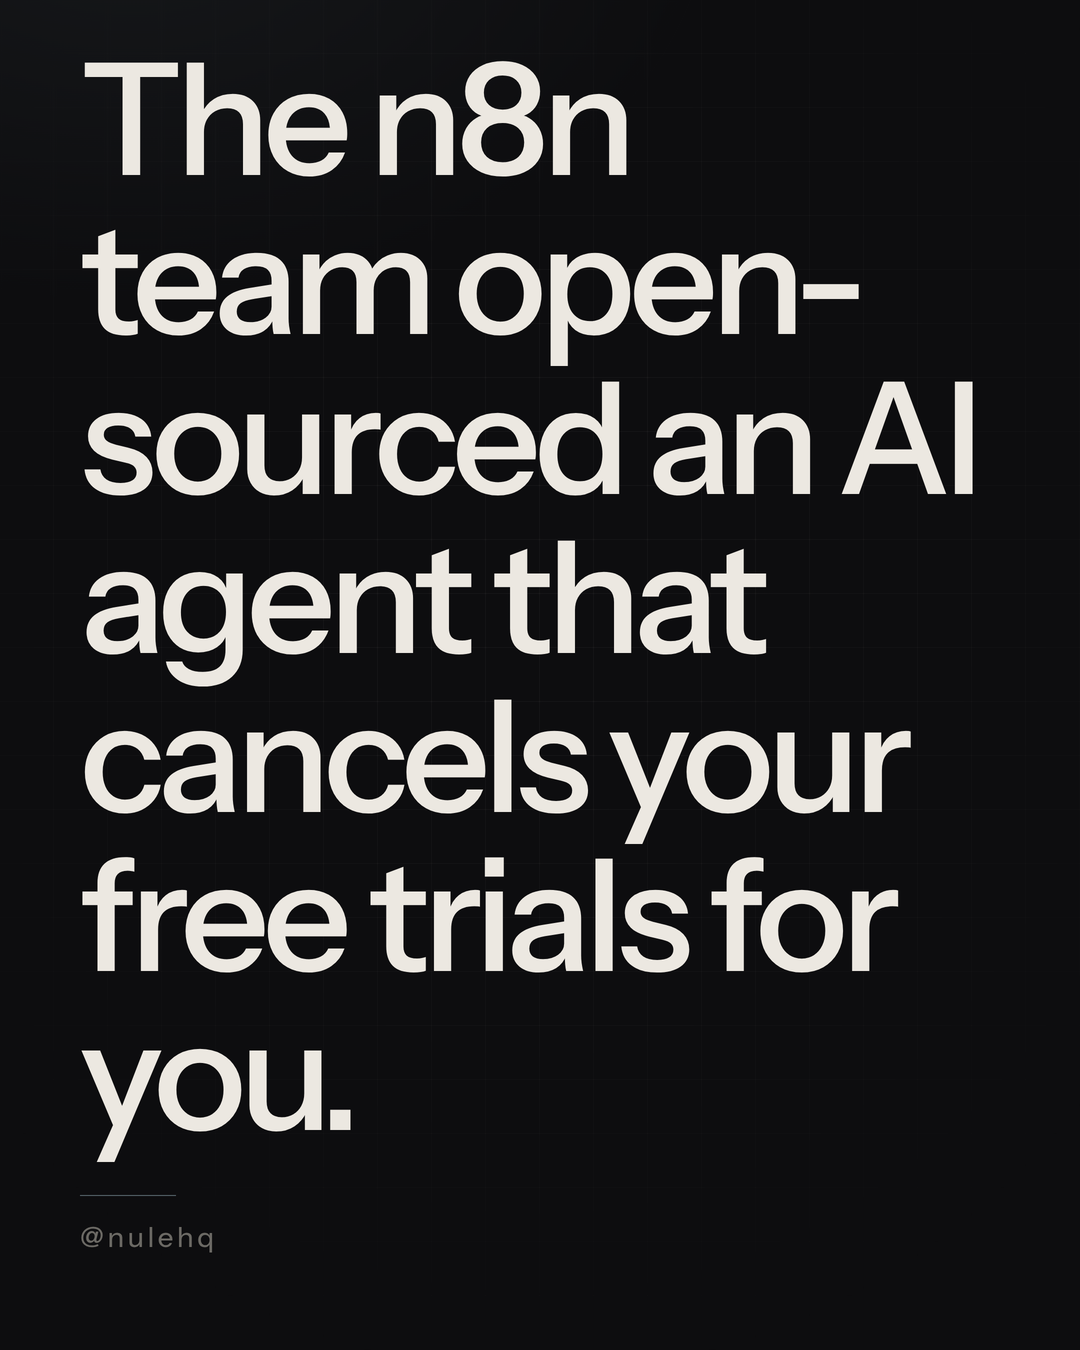 The n8n
team open-
sourced an AI
agent that
cancels your
free trials for
you.
@nulehq